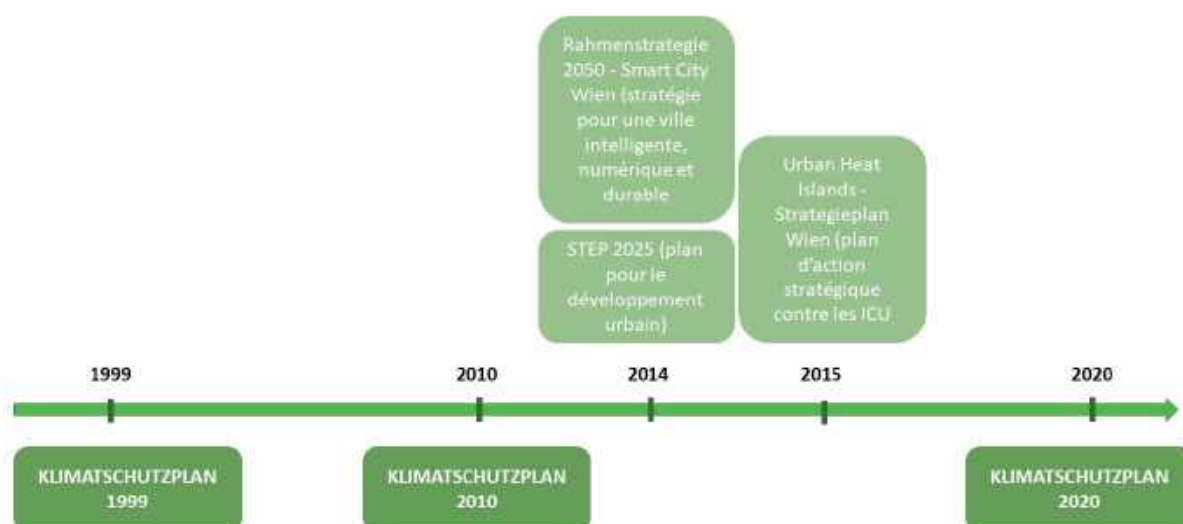 Rahmenstrategie
2050 - Smart City
Wien (stratégie
pour une ville
intelligente,
numérique et
durable
STEP 2025 (plan
pour le
développement
urbain)
Urban Heat
Islands -
Strategieplan
Wien (plan
d'action
stratégique
contre les ICU
1999
2010
2014
2015
2020
KLIMATSCHUTZPLAN
1999
KLIMATSCHUTZPLAN
2010
KLIMATSCHUTZPLAN
2020